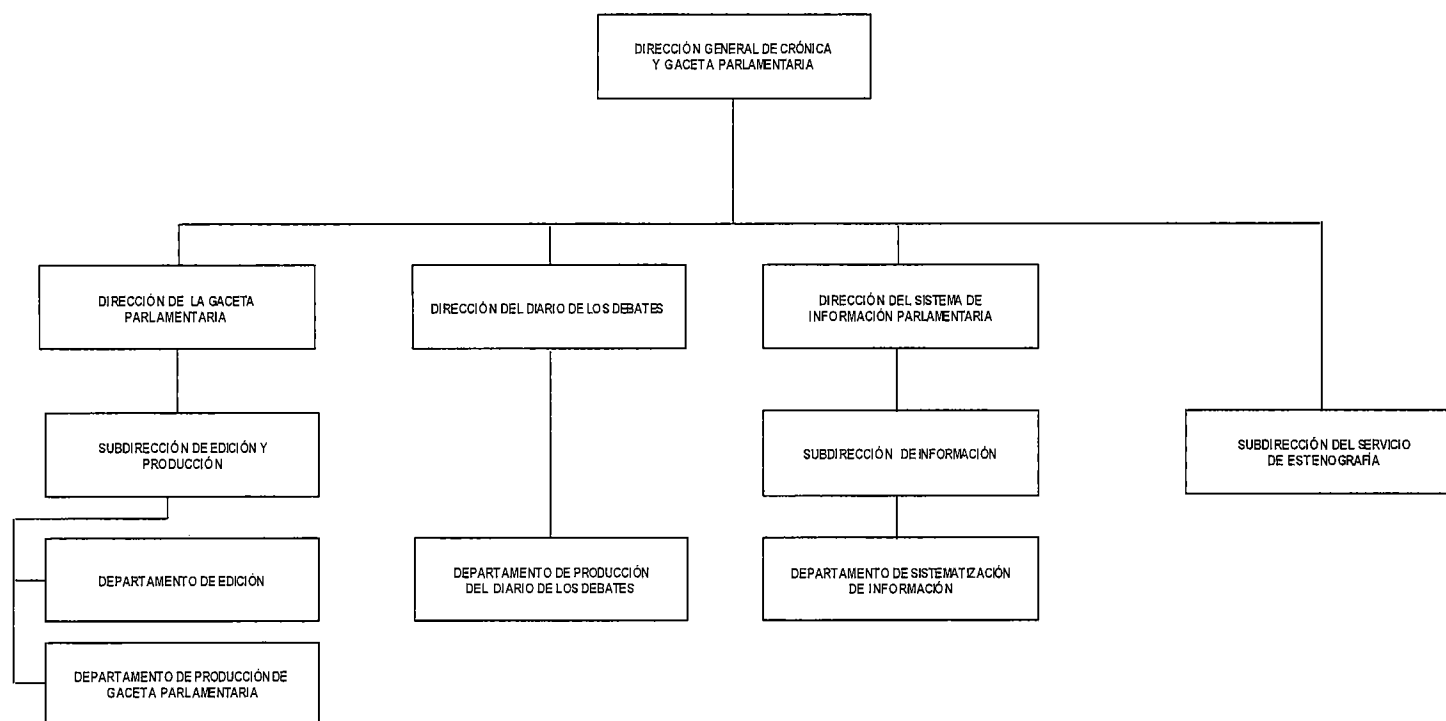 DIRECCIÓN GENERAL DE CRÓNICA
Y GACETA PARLAMENTARIA
DIRECCIÓN DE LA GACETA
PARLAMENTARIA
DIRECCIÓN DEL DIARIO DE LOS DEBATES
DIRECCIÓN DEL SISTEMA DE
INFORMACIÓN PARLAMENTARIA
SUBDIRECCIÓN DE EDICIÓN Y
PRODUCCIÓN
SUBDIRECCIÓN DE INFORMACIÓN
SUBDIRECCIÓN DEL SERVICIO
DE ESTENOGRAFÍA
DEPARTAMENTO DE EDICIÓN
DEPARTAMENTO DE PRODUCCIÓN
DEL DIARIO DE LOS DEBATES
DEPARTAMENTO DE SISTEMATIZACIÓN
DE INFORMACIÓN
DEPARTAMENTO DE PRODUCCIÓN DE
GACETA PARLAMENTARIA